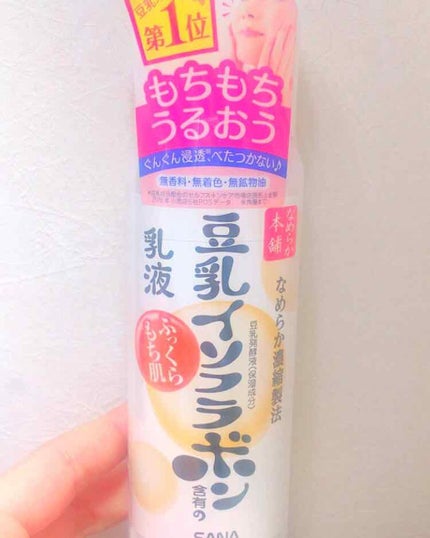 豆乳
第1位
もちもち
うるおう
ぐんぐん浸透※べたつかない♪
無香料・無着色・無鉱物油
なめらか
本舗
なめらか濃縮製法
豆乳イソフラボン
含有の
豆乳発酵液(保湿成分)
乳液
ふっくら
もち肌
SANA